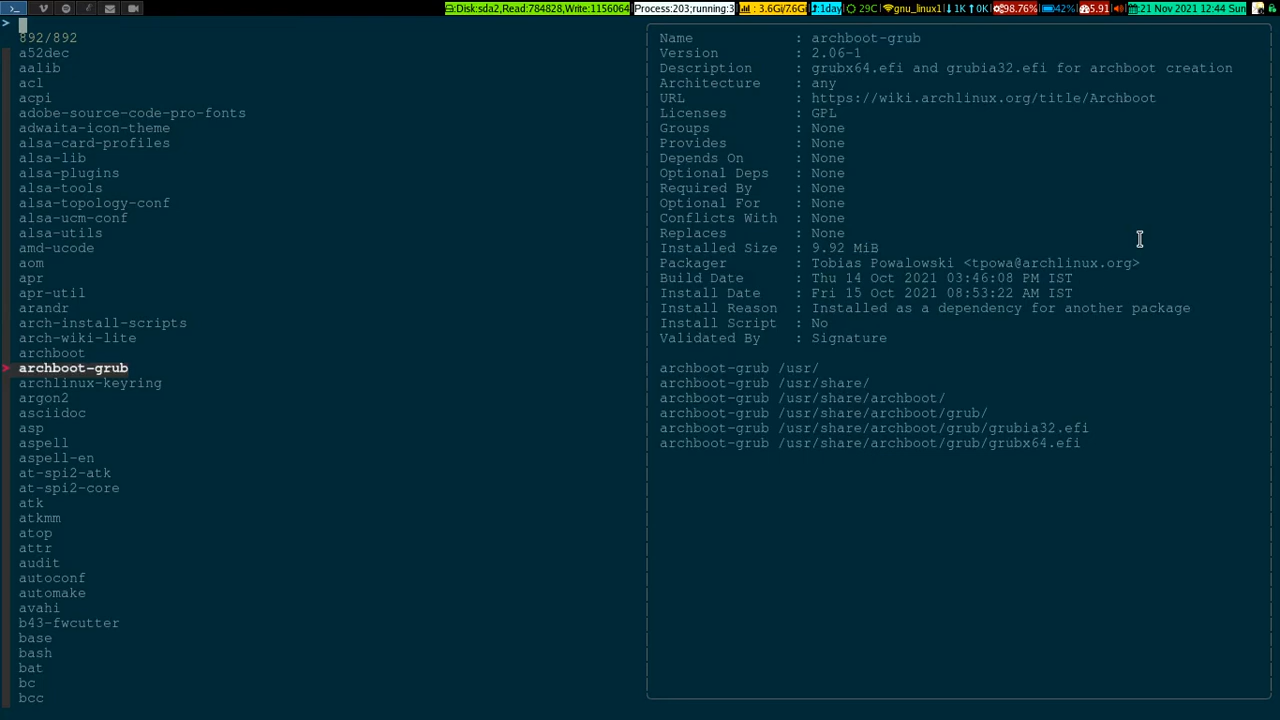 Disk:sda2,Read:784828,Write:1156064 Process:203;running:3 : 3.6Gi/7.6Gi :1day 29C gnu_linux1 1K 0K 98.76% 42% 5.91 21 Nov 2021 12:44 Sun
>
892/892
a52dec
aalib
acl
acpi
adobe-source-code-pro-fonts
adwaita-icon-theme
alsa-card-profiles
alsa-lib
alsa-plugins
alsa-tools
alsa-topology-conf
alsa-ucm-conf
alsa-utils
amd-ucode
aom
apr
apr-util
arandr
arch-install-scripts
arch-wiki-lite
archboot
> archboot-grub
archlinux-keyring
argon2
asciidoc
asp
aspell
aspell-en
at-spi2-atk
at-spi2-core
atk
atkmm
atop
attr
audit
autoconf
automake
avahi
b43-fwcutter
base
bash
bat
bc
bcc
Name : archboot-grub
Version : 2.06-1
Description : grubx64.efi and grubia32.efi for archboot creation
Architecture : any
URL : https://wiki.archlinux.org/title/Archboot
Licenses : GPL
Groups : None
Provides : None
Depends On : None
Optional Deps : None
Required By : None
Optional For : None
Conflicts With : None
Replaces : None
Installed Size : 9.92 MiB
Packager : Tobias Powalowski <tpowa@archlinux.org>
Build Date : Thu 14 Oct 2021 03:46:08 PM IST
Install Date : Fri 15 Oct 2021 08:53:22 AM IST
Install Reason : Installed as a dependency for another package
Install Script : No
Validated By : Signature
archboot-grub /usr/
archboot-grub /usr/share/
archboot-grub /usr/share/archboot/
archboot-grub /usr/share/archboot/grub/
archboot-grub /usr/share/archboot/grub/grubia32.efi
archboot-grub /usr/share/archboot/grub/grubx64.efi